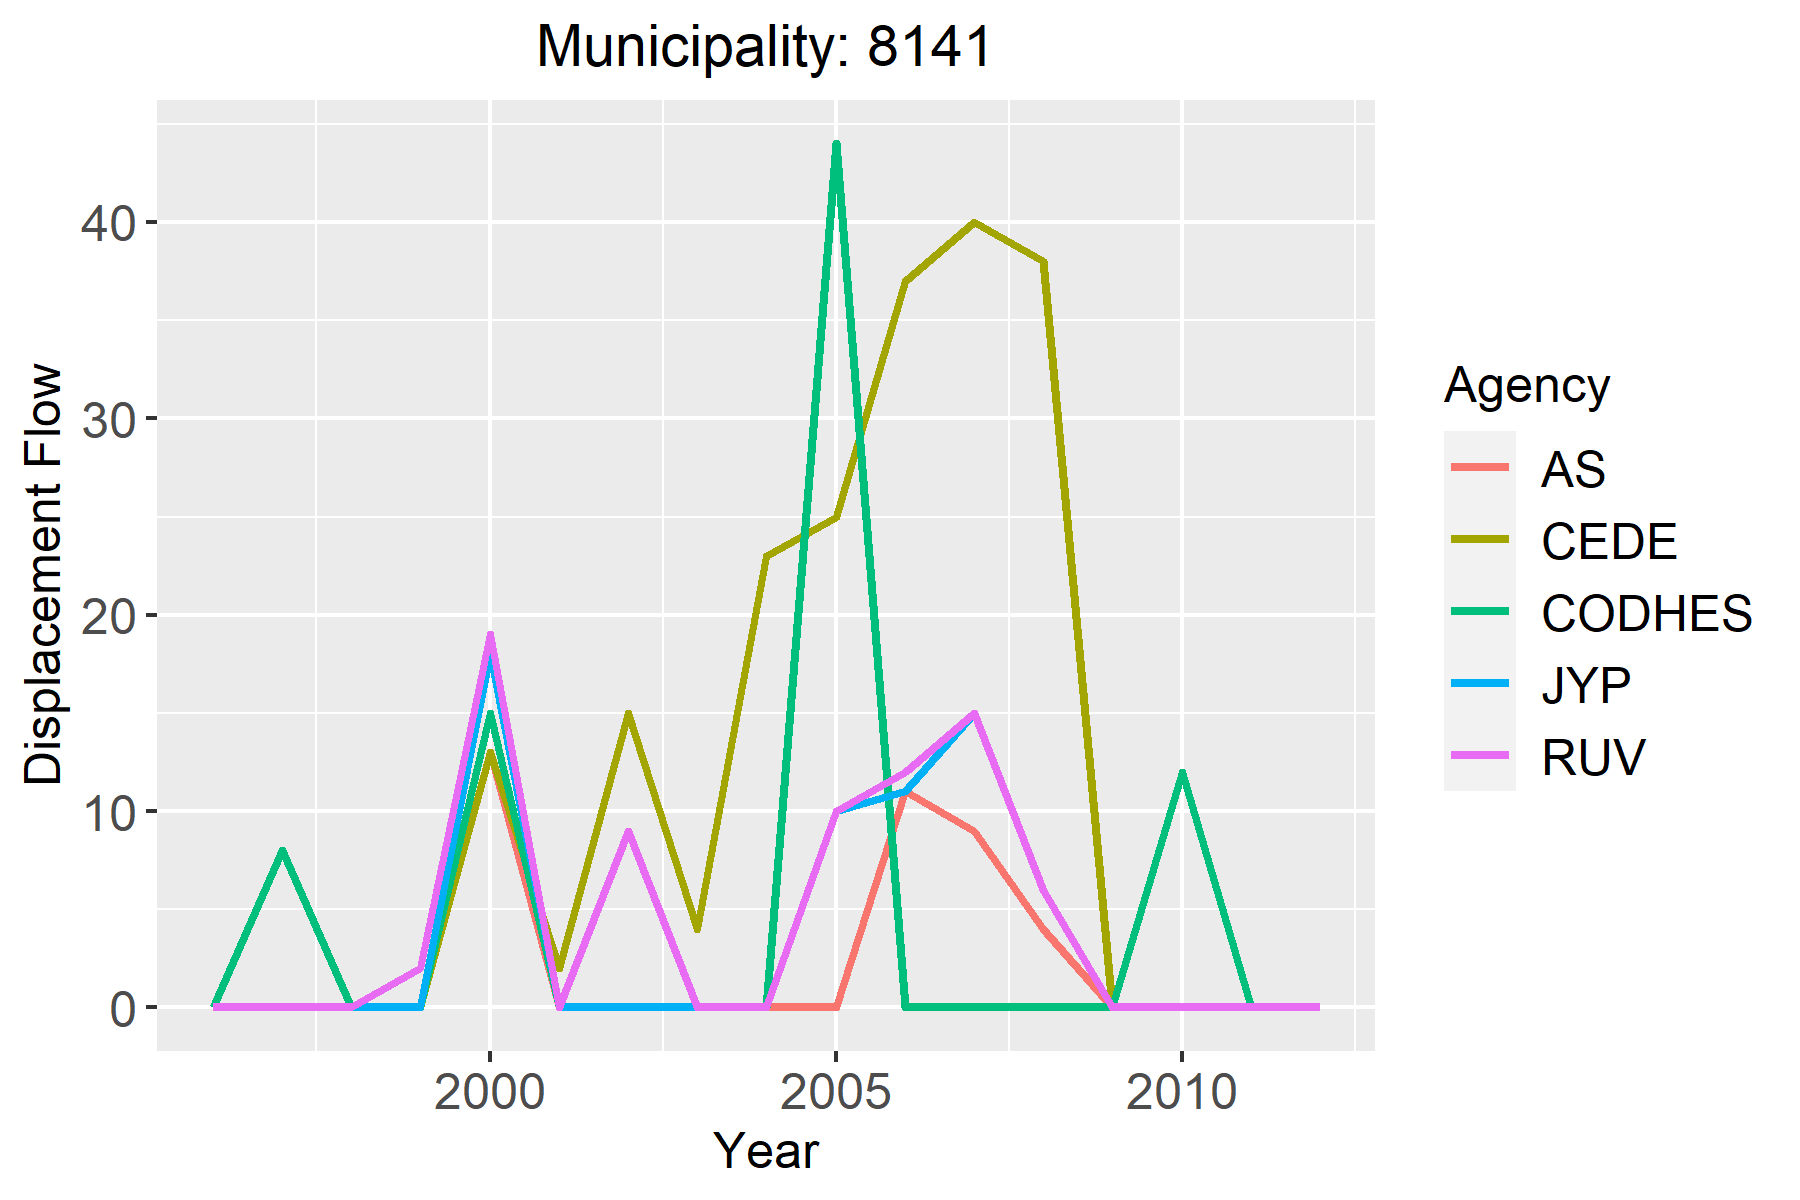 Municipality: 8141
Displacement Flow
40
30
20
10
0
2000 2005 2010
Year
Agency
AS
CEDE
CODHES
JYP
RUV